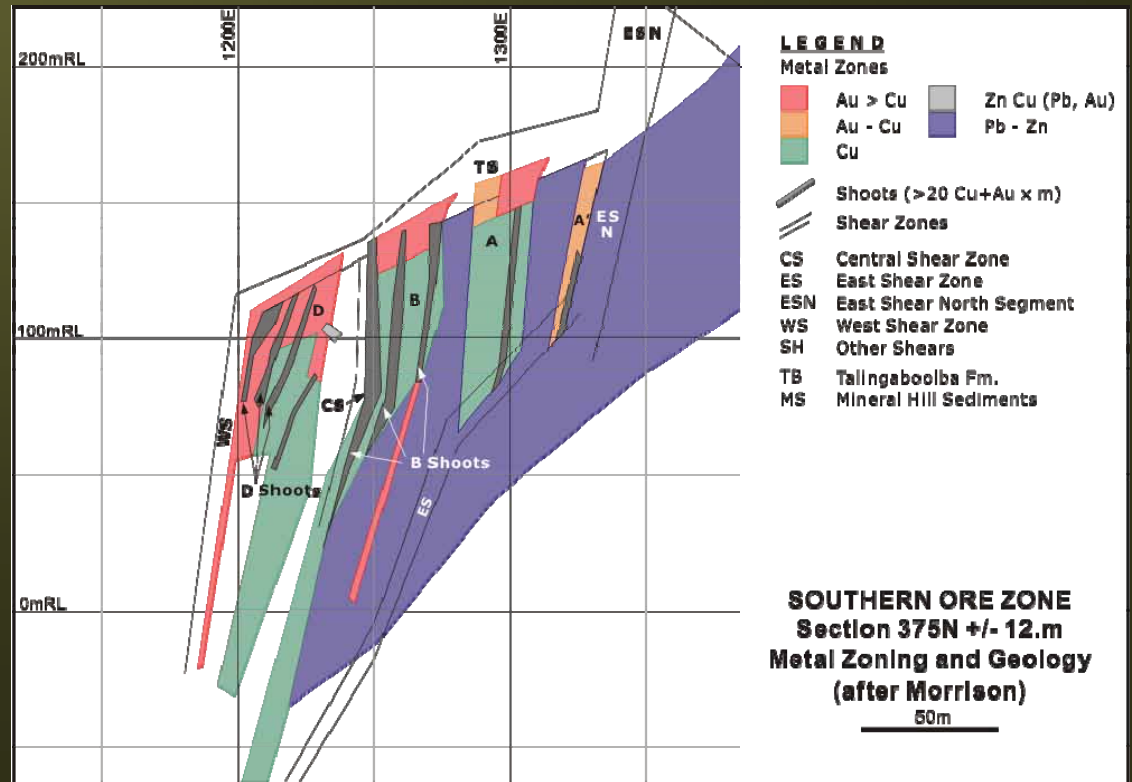 1200E
1300E
ESN
200mRL
TS
A
A'
ES
N
B
D
100mRL
CS
WS
B Shoots
D Shoots
ES
0mRL
LEGEND
Metal Zones
Au > Cu
Zn Cu (Pb, Au)
Au - Cu
Pb - Zn
Cu
Shoots (>20 Cu+Au x m)
Shear Zones
CS Central Shear Zone
ES East Shear Zone
ESN East Shear North Segment
WS West Shear Zone
SH Other Shears
TB Talingaboolba Fm.
MS Mineral Hill Sediments
SOUTHERN ORE ZONE
Section 375N +/- 12.m
Metal Zoning and Geology
(after Morrison)
50m